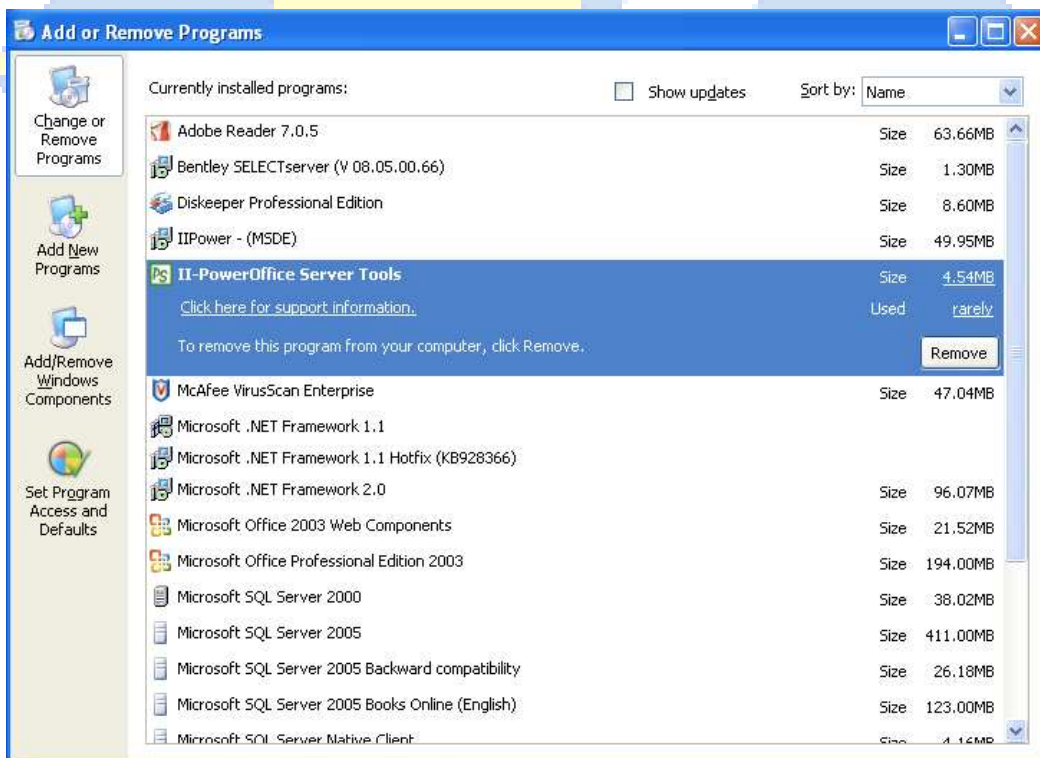 Add or Remove Programs
Change or
Remove
Programs
Add New
Programs
Add/Remove
Windows
Components
Set Program
Access and
Defaults
Currently installed programs:
Show updates
Sort by: Name
Adobe Reader 7.0.5 Size 63.66MB
Bentley SELECTserver (V 08.05.00.66) Size 1.30MB
Diskeeper Professional Edition Size 8.60MB
IIPower - (MSDE) Size 49.95MB
PS II-PowerOffice Server Tools Size 4.54MB
Click here for support information. Used rarely
To remove this program from your computer, click Remove. Remove
McAfee VirusScan Enterprise Size 47.04MB
Microsoft .NET Framework 1.1
Microsoft .NET Framework 1.1 Hotfix (KB928366)
Microsoft .NET Framework 2.0 Size 96.07MB
Microsoft Office 2003 Web Components Size 21.52MB
Microsoft Office Professional Edition 2003 Size 194.00MB
Microsoft SQL Server 2000 Size 38.02MB
Microsoft SQL Server 2005 Size 411.00MB
Microsoft SQL Server 2005 Backward compatibility Size 26.18MB
Microsoft SQL Server 2005 Books Online (English) Size 123.00MB
Microsoft SQL Server Native Client Size 4.16MB